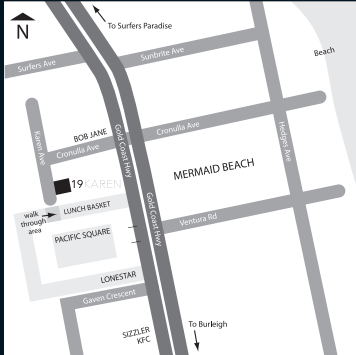 N
To Surfers Paradise
Surfers Ave
Sunbrite Ave
Beach
Karen Ave
BOB JANE
Cronulla Ave
Gold Coast Hwy
Cronulla Ave
Hedges Ave
MERMAID BEACH
19 KAREN
walk
through
area
LUNCH BASKET
Gold Coast Hwy
Ventura Rd
PACIFIC SQUARE
LONESTAR
Gaven Crescent
To Burleigh
SIZZLER
KFC